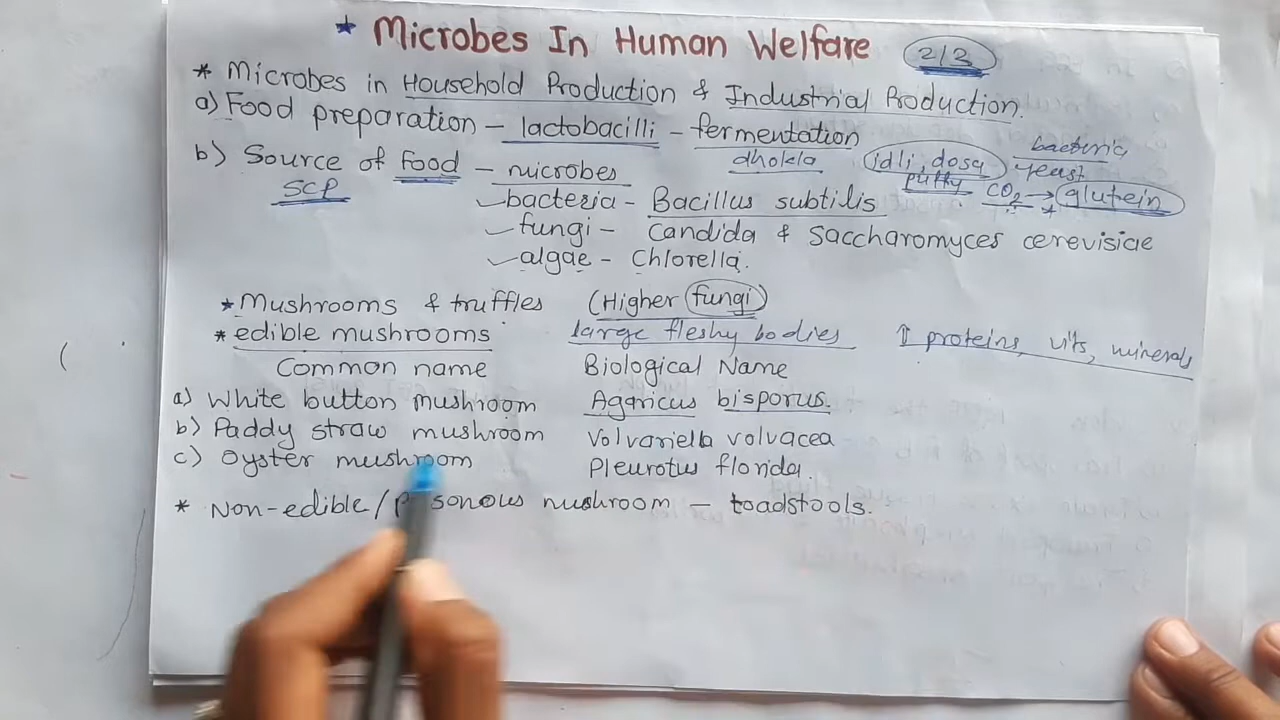 * Microbes In Human Welfare 2/3
* Microbes in Household Production & Industrial Production.
a) Food preparation - lactobacilli - fermentation
dhokla idli, dosa puffy bacteria yeast CO2 → glutein
b) Source of food - microbes
SCP
bacteria - Bacillus subtilis
fungi - Candida & Saccharomyces cerevisiae
algae - Chlorella.
* Mushrooms & truffles (Higher fungi)
* edible mushrooms large fleshy bodies ↑ proteins, vits, minerals
Common name Biological Name
a) White button mushroom Agaricus bisporus.
b) Paddy straw mushroom Volvariella volvacea
c) Oyster mushroom Pleurotus florida.
* Non-edible / mushroom - toadstools.